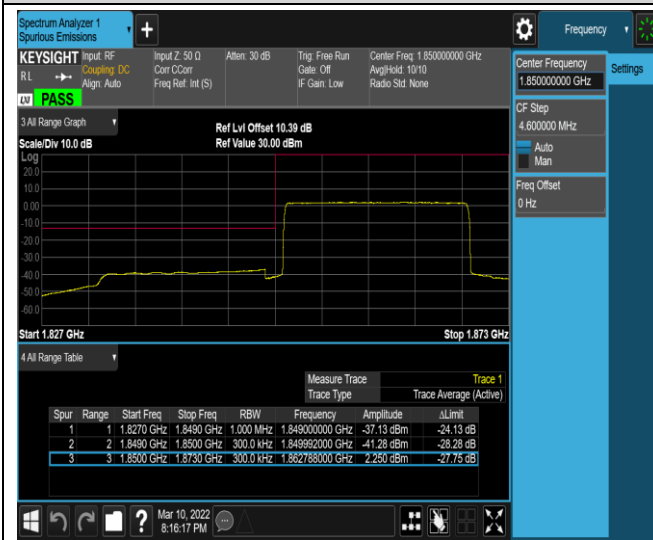 Spectrum Analyzer 1
Spurious Emissions
Frequency
KEYSIGHT Input: RF Input Z: 50 Ω Atten: 30 dB Trig: Free Run Center Freq: 1.850000000 GHz
RL Coupling: DC Corr CCorr Gate: Off Avg|Hold: 10/10
Align: Auto Freq Ref: Int (S) IF Gain: Low Radio Std: None
LXI PASS
Center Frequency
1.850000000 GHz
Settings
CF Step
4.600000 MHz
Auto
Man
Freq Offset
0 Hz
3 All Range Graph
Ref Lvl Offset 10.39 dB
Scale/Div 10.0 dB Ref Value 30.00 dBm
Log
20.0
10.0
0.00
-10.0
-20.0
-30.0
-40.0
-50.0
-60.0
Start 1.827 GHz Stop 1.873 GHz
4 All Range Table
Measure Trace Trace 1
Trace Type Trace Average (Active)
Spur Range Start Freq Stop Freq RBW Frequency Amplitude ΔLimit
1 1 1.8270 GHz 1.8490 GHz 1.000 MHz 1.849000000 GHz -37.13 dBm -24.13 dB
2 2 1.8490 GHz 1.8500 GHz 300.0 kHz 1.849992000 GHz -41.28 dBm -28.28 dB
3 3 1.8500 GHz 1.8730 GHz 300.0 kHz 1.862788000 GHz 2.250 dBm -27.75 dB
Mar 10, 2022
8:16:17 PM